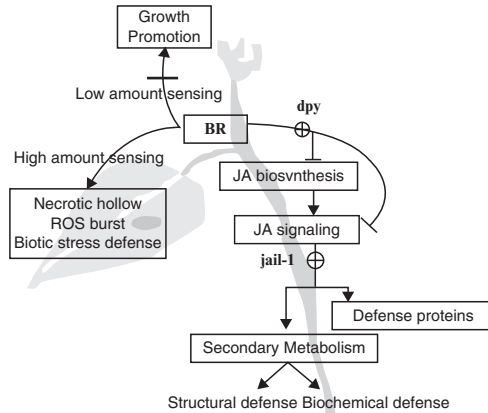 Growth
Promotion
Low amount sensing
dpy
BR
High amount sensing
JA biosvnthesis
Necrotic hollow
ROS burst
Biotic stress defense
JA signaling
jail-1
Defense proteins
Secondary Metabolism
Structural defense Biochemical defense